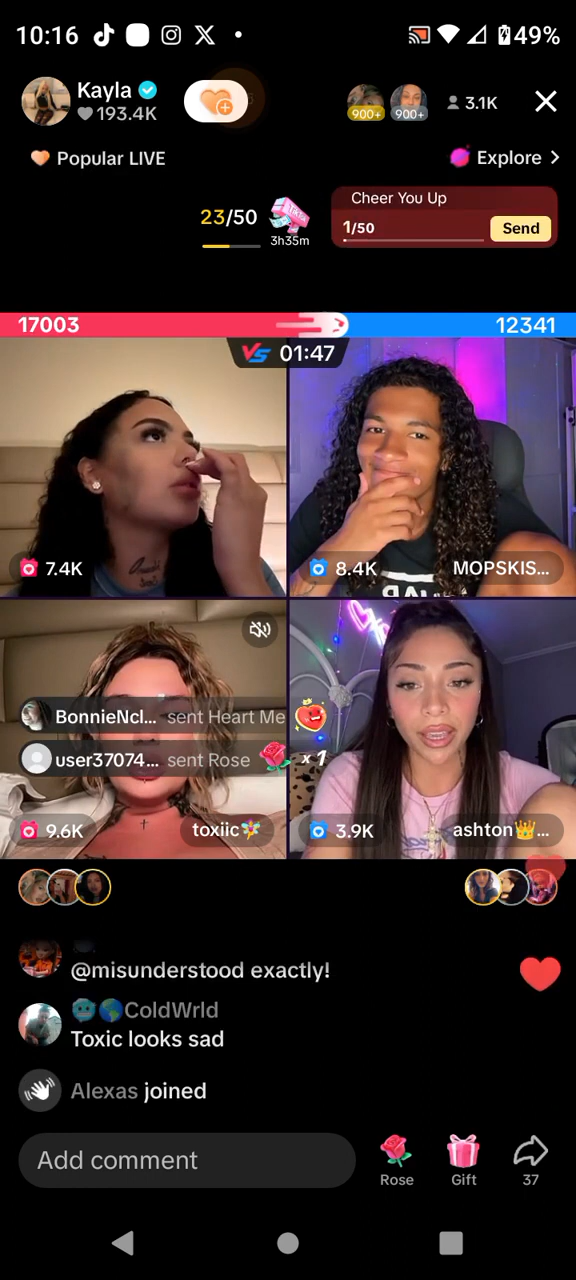 10:16
49%
Kayla
193.4K
900+
900+
3.1K
Popular LIVE
Explore
23/50
3h35m
Cheer You Up
1/50
Send
17003
12341
VS 01:47
7.4K
8.4K
MOPSKIS...
BonnieNcl... sent Heart Me
user37074... sent Rose
x1
9.6K
toxiic🧚
3.9K
ashton👑...
@misunderstood exactly!
🥶🌎ColdWrld
Toxic looks sad
Alexas joined
Add comment
Rose
Gift
37